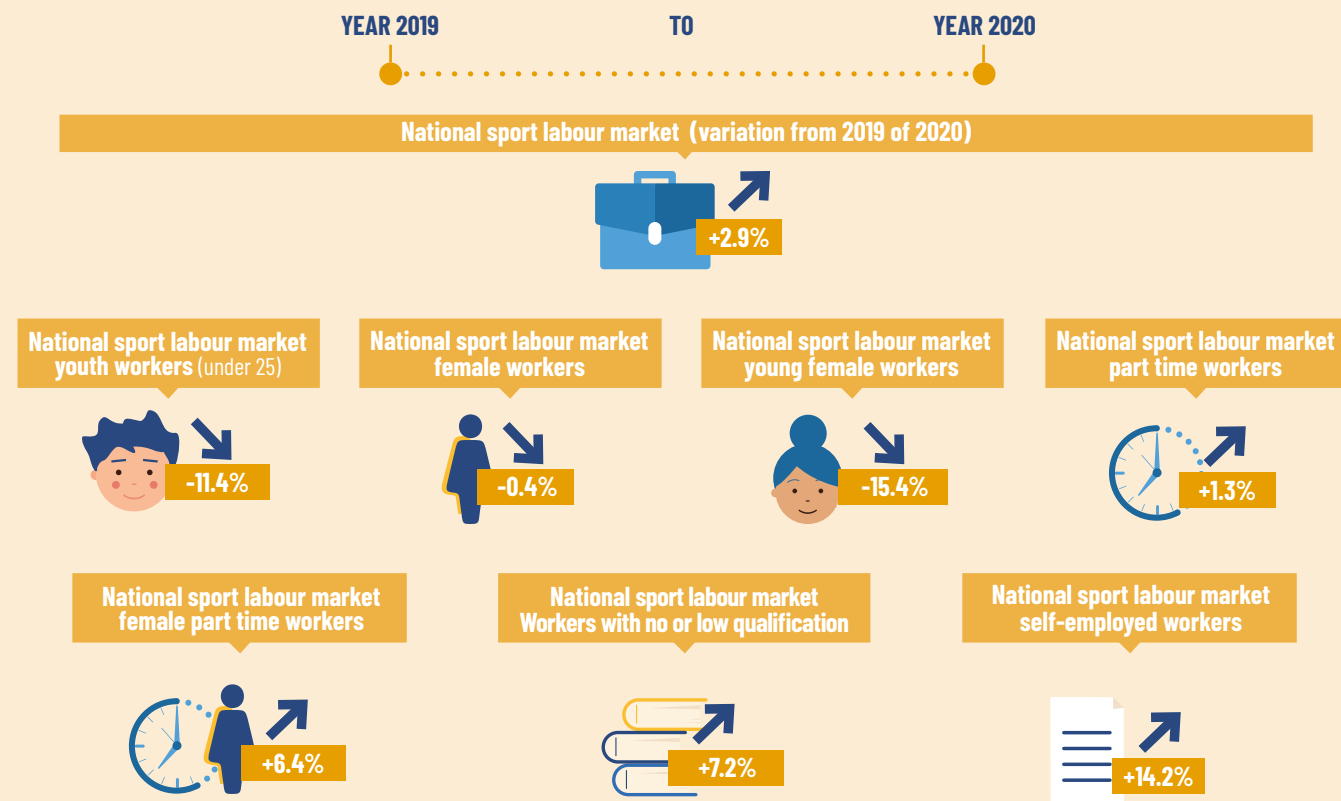 YEAR 2019 TO YEAR 2020
National sport labour market (variation from 2019 of 2020)
+2.9%
National sport labour market
youth workers (under 25)
-11.4%
National sport labour market
female workers
-0.4%
National sport labour market
young female workers
-15.4%
National sport labour market
part time workers
+1.3%
National sport labour market
female part time workers
+6.4%
National sport labour market
Workers with no or low qualification
+7.2%
National sport labour market
self-employed workers
+14.2%